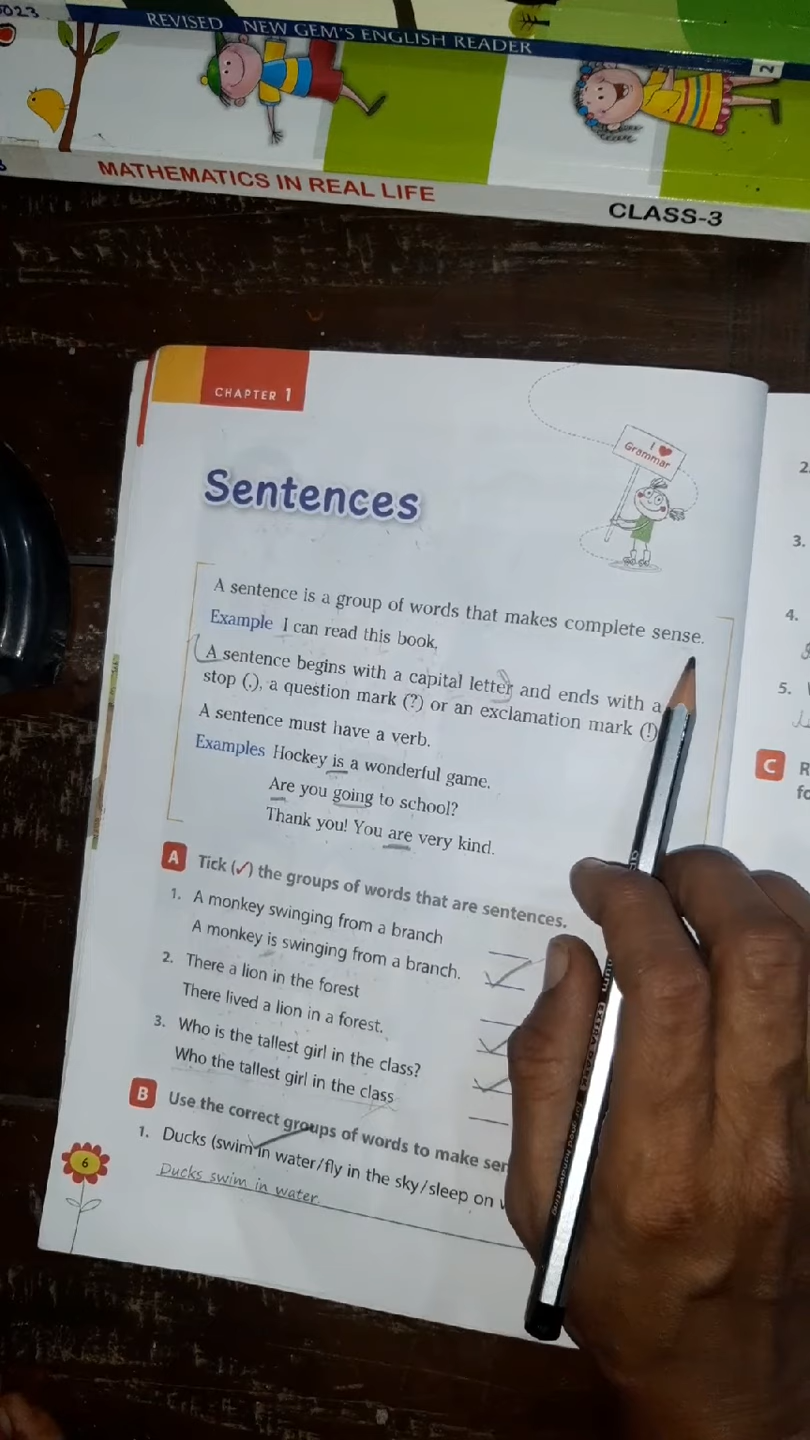 REVISED NEW GEM'S ENGLISH READER
2
MATHEMATICS IN REAL LIFE
CLASS-3
CHAPTER 1
I
Grammar
Sentences
A sentence is a group of words that makes complete sense.
Example I can read this book.
A sentence begins with a capital letter and ends with a
stop (.), a question mark (?) or an exclamation mark (!)
A sentence must have a verb.
Examples Hockey is a wonderful game.
Are you going to school?
Thank you! You are very kind.
A Tick (✓) the groups of words that are sentences.
1. A monkey swinging from a branch
A monkey is swinging from a branch.
2. There a lion in the forest
There lived a lion in a forest.
3. Who is the tallest girl in the class?
Who the tallest girl in the class
B Use the correct groups of words to make
1. Ducks (swim in water/fly in the sky/sleep on
Ducks swim in water
6
2
3.
4.
5.
C R